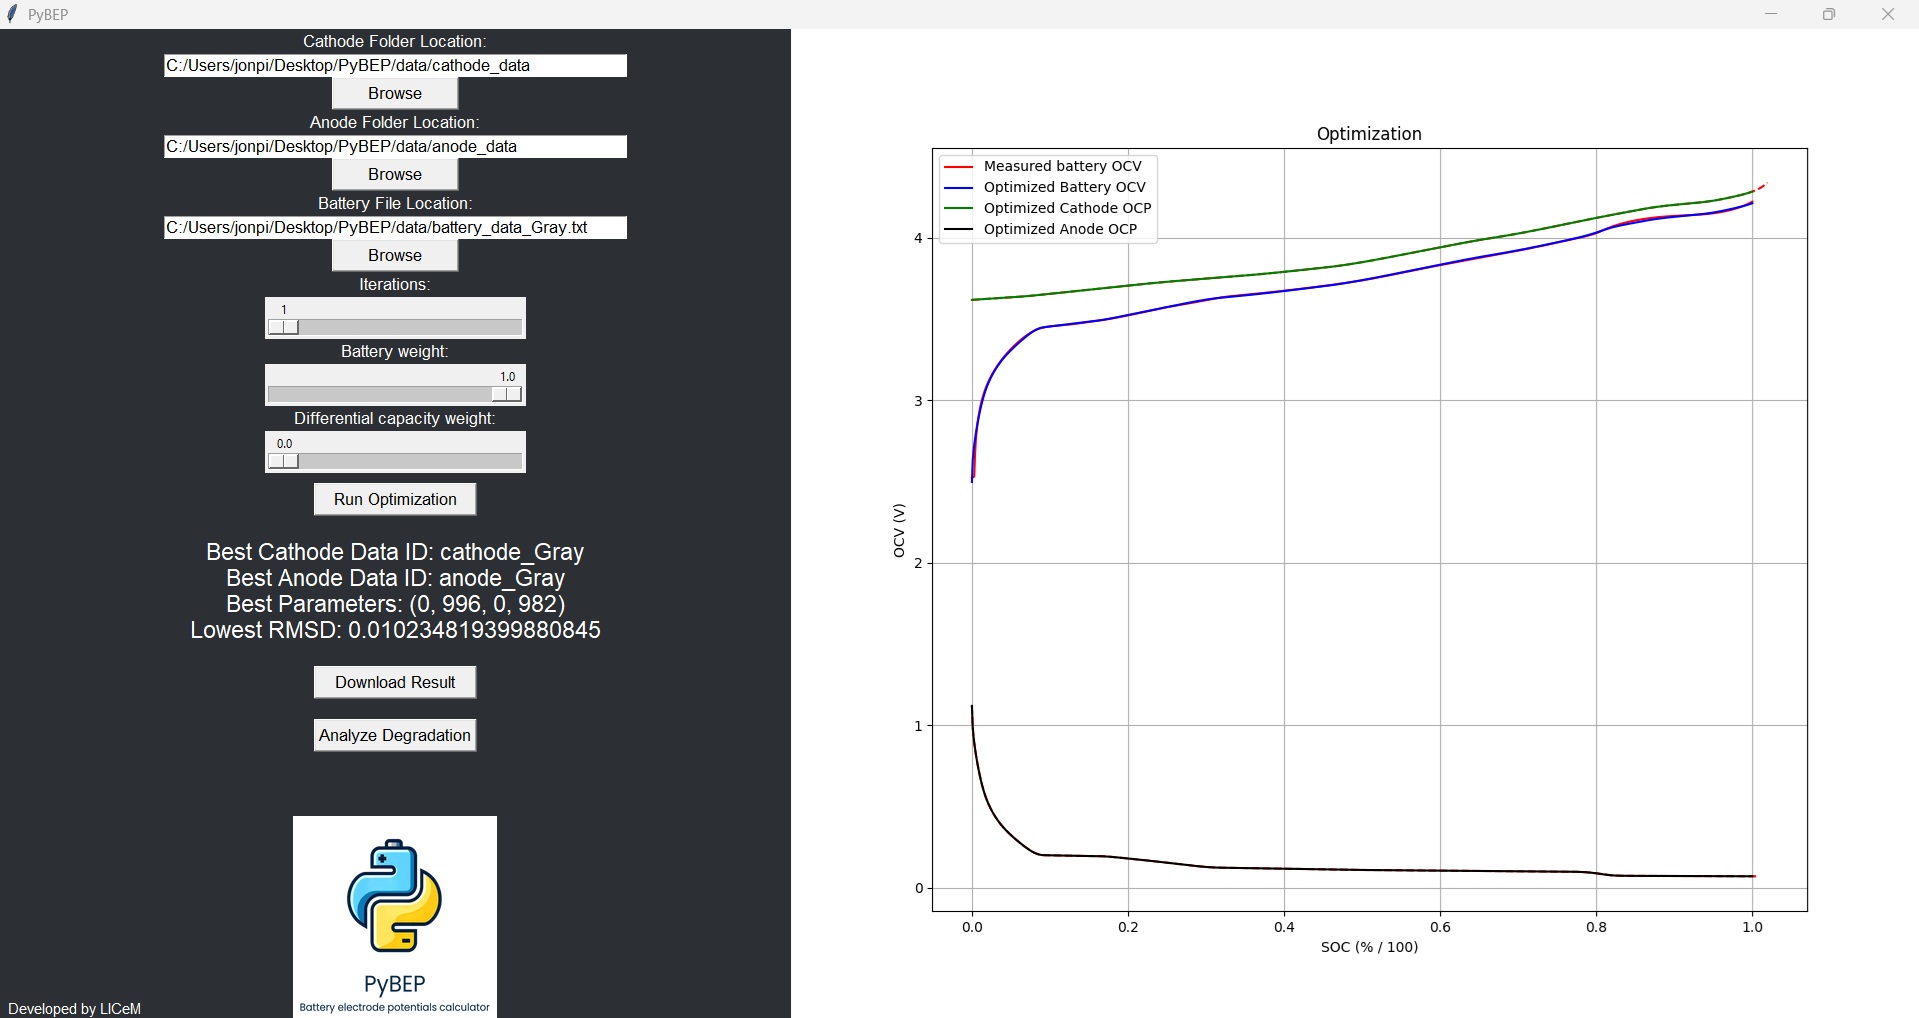 PyBEP
Cathode Folder Location:
C:/Users/jonpi/Desktop/PyBEP/data/cathode_data
Browse
Anode Folder Location:
C:/Users/jonpi/Desktop/PyBEP/data/anode_data
Browse
Battery File Location:
C:/Users/jonpi/Desktop/PyBEP/data/battery_data_Gray.txt
Browse
Iterations:
1
Battery weight:
1.0
Differential capacity weight:
0.0
Run Optimization
Best Cathode Data ID: cathode_Gray
Best Anode Data ID: anode_Gray
Best Parameters: (0, 996, 0, 982)
Lowest RMSD: 0.010234819399880845
Download Result
Analyze Degradation
PyBEP
Battery electrode potentials calculator
Developed by LICeM
Optimization
Measured battery OCV
Optimized Battery OCV
Optimized Cathode OCP
Optimized Anode OCP
OCV (V)
4
3
2
1
0
0.0 0.2 0.4 0.6 0.8 1.0
SOC (% / 100)